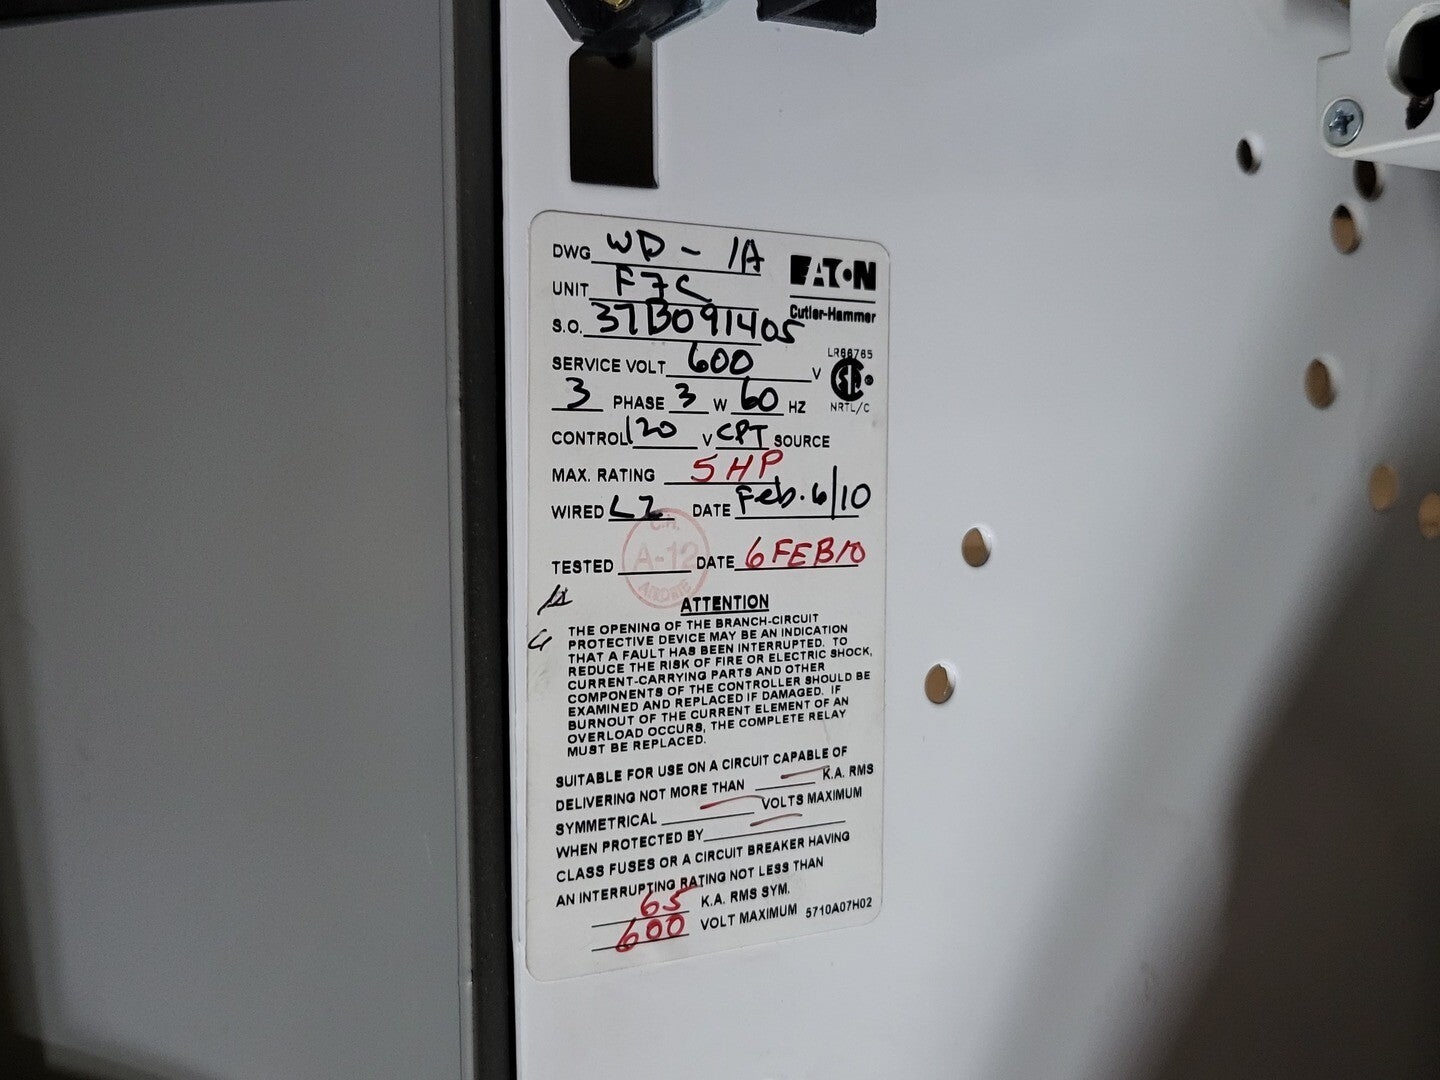 DWG WD - 1A
EATON
UNIT F7C
Cutler-Hammer
S.O. 37B091405
SERVICE VOLT 600 V
LR66765
3 PHASE 3 W 60 HZ
NRTL/C
CONTROL 120 V CPT SOURCE
MAX. RATING 5HP
WIRED LZ DATE Feb. 6/10
C.H.
TESTED A-12 DATE 6FEB10
ATTENTION
THE OPENING OF THE BRANCH-CIRCUIT
PROTECTIVE DEVICE MAY BE AN INDICATION
THAT A FAULT HAS BEEN INTERRUPTED. TO
REDUCE THE RISK OF FIRE OR ELECTRIC SHOCK,
CURRENT-CARRYING PARTS AND OTHER
COMPONENTS OF THE CONTROLLER SHOULD BE
EXAMINED AND REPLACED IF DAMAGED. IF
BURNOUT OF THE CURRENT ELEMENT OF AN
OVERLOAD OCCURS, THE COMPLETE RELAY
MUST BE REPLACED.
SUITABLE FOR USE ON A CIRCUIT CAPABLE OF
DELIVERING NOT MORE THAN K.A. RMS
SYMMETRICAL VOLTS MAXIMUM
WHEN PROTECTED BY
CLASS FUSES OR A CIRCUIT BREAKER HAVING
AN INTERRUPTING RATING NOT LESS THAN
65 K.A. RMS SYM.
600 VOLT MAXIMUM 5710A07H02